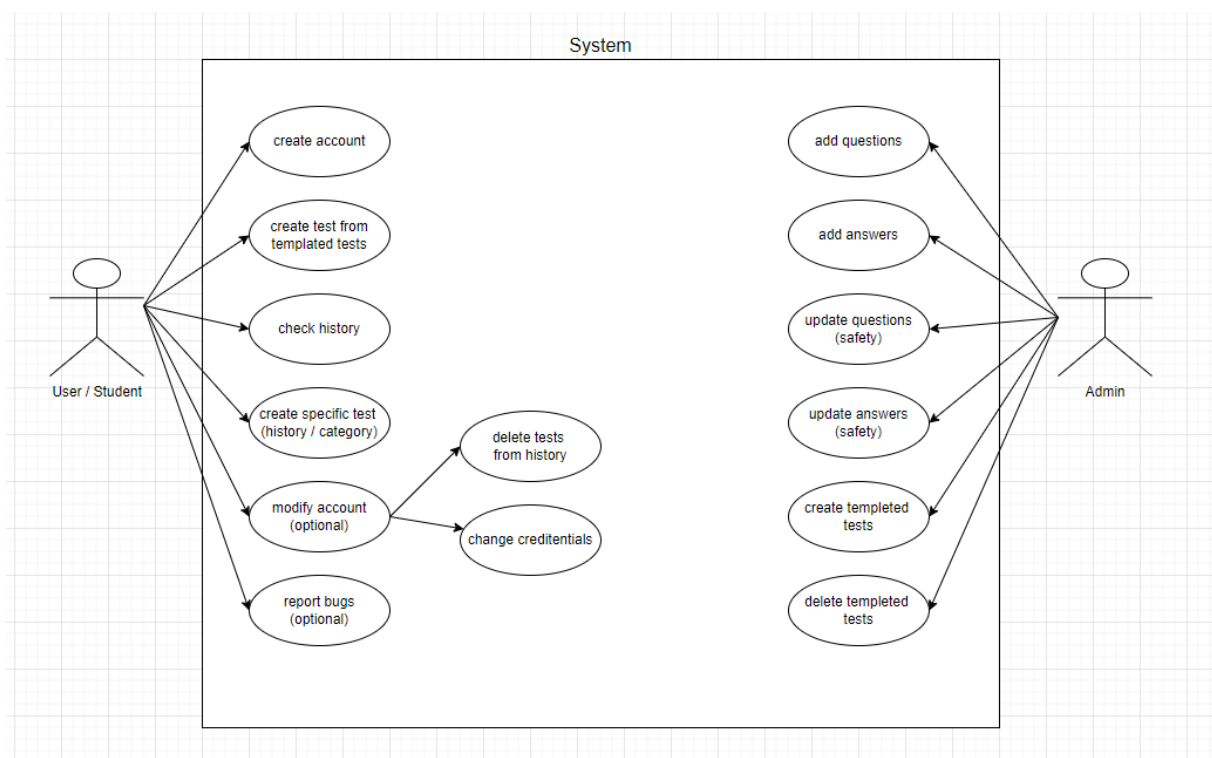 System
create account
add questions
create test from
templated tests
add answers
check history
update questions
(safety)
User / Student
Admin
create specific test
(history / category)
delete tests
from history
update answers
(safety)
modify account
(optional)
change creditentials
create templeted
tests
report bugs
(optional)
delete templeted
tests